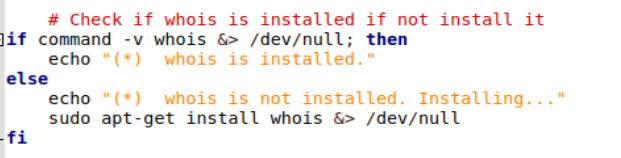 # Check if whois is installed if not install it
if command -v whois &> /dev/null; then
echo "(*)  whois is installed."
else
echo "(*)  whois is not installed. Installing..."
sudo apt-get install whois &> /dev/null
fi